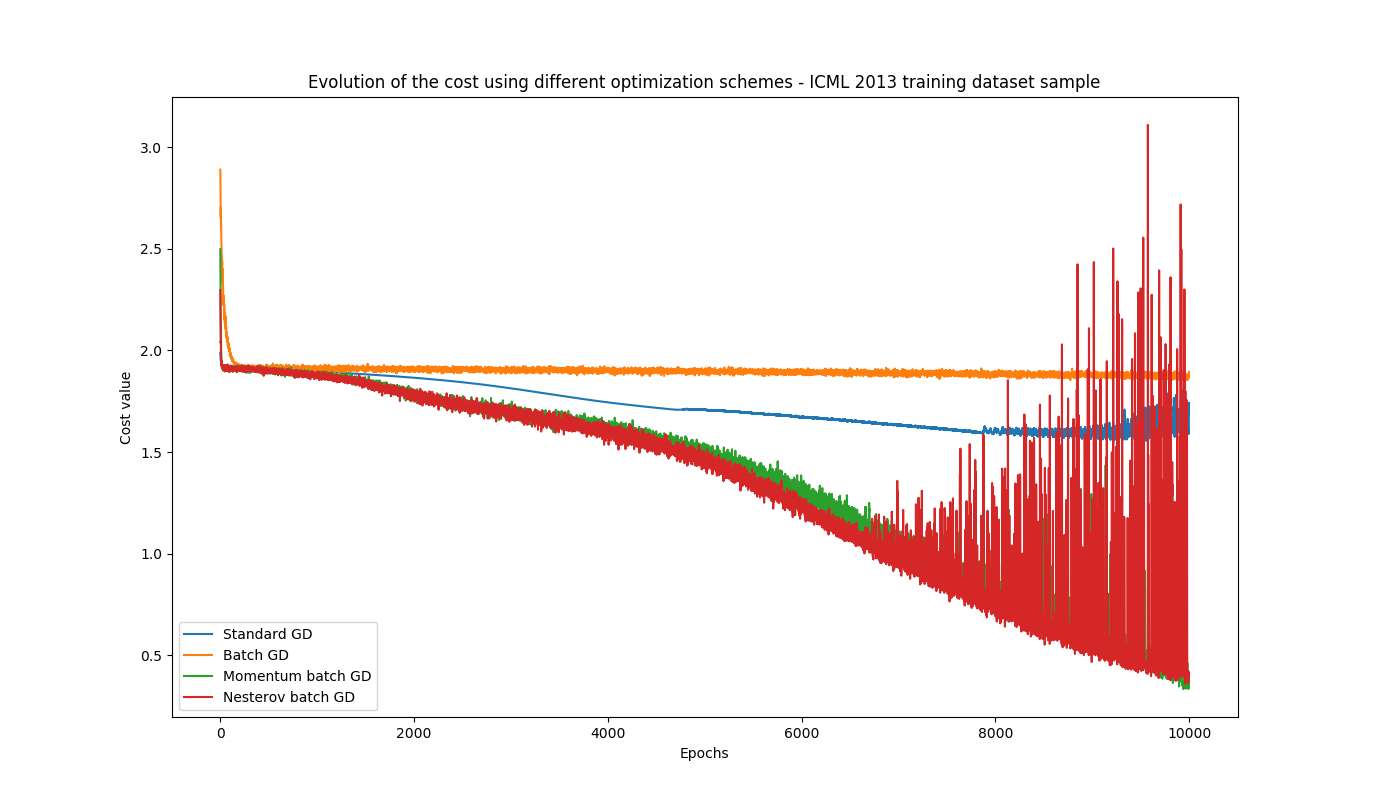 Evolution of the cost using different optimization schemes - ICML 2013 training dataset sample
3.0
2.5
2.0
1.5
1.0
0.5
Cost value
Standard GD
Batch GD
Momentum batch GD
Nesterov batch GD
0 2000 4000 6000 8000 10000
Epochs